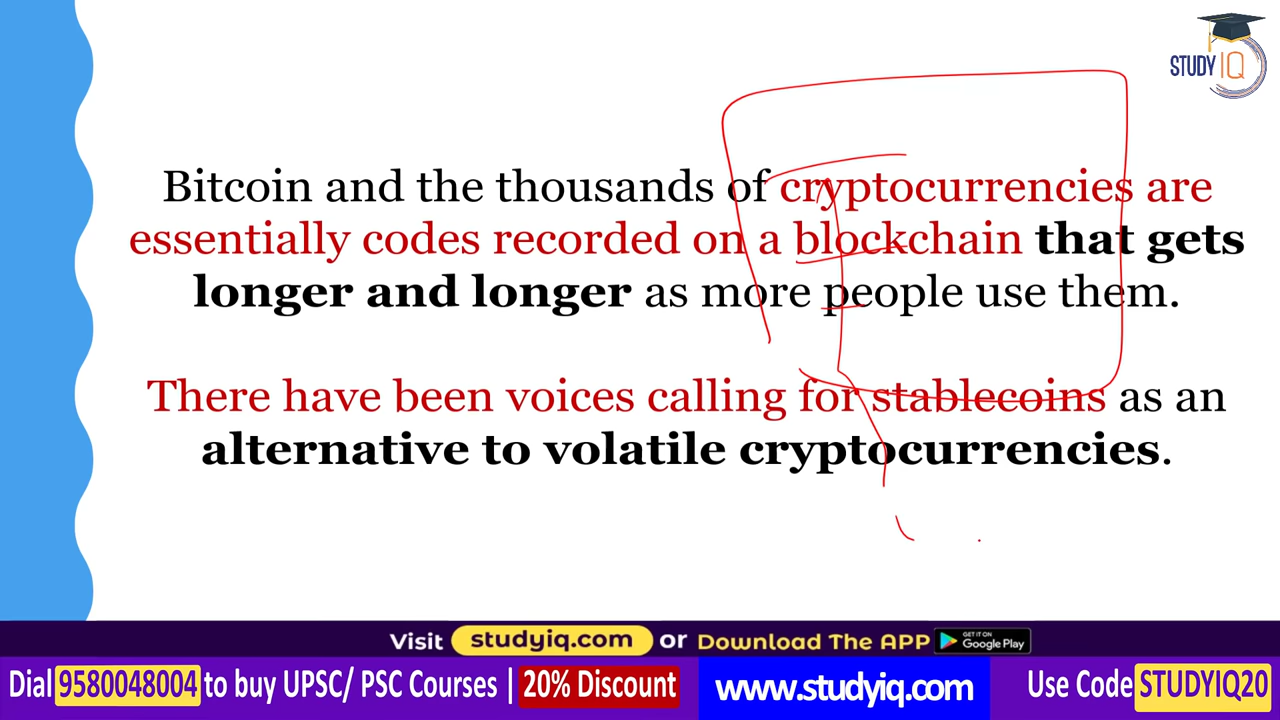 STUDY IQ
Bitcoin and the thousands of cryptocurrencies are
essentially codes recorded on a blockchain that gets
longer and longer as more people use them.
There have been voices calling for stablecoins as an
alternative to volatile cryptocurrencies.
Visit studyiq.com or Download The APP GET IT ON Google Play
Dial 9580048004 to buy UPSC/ PSC Courses | 20% Discount www.studyiq.com Use Code STUDYIQ20